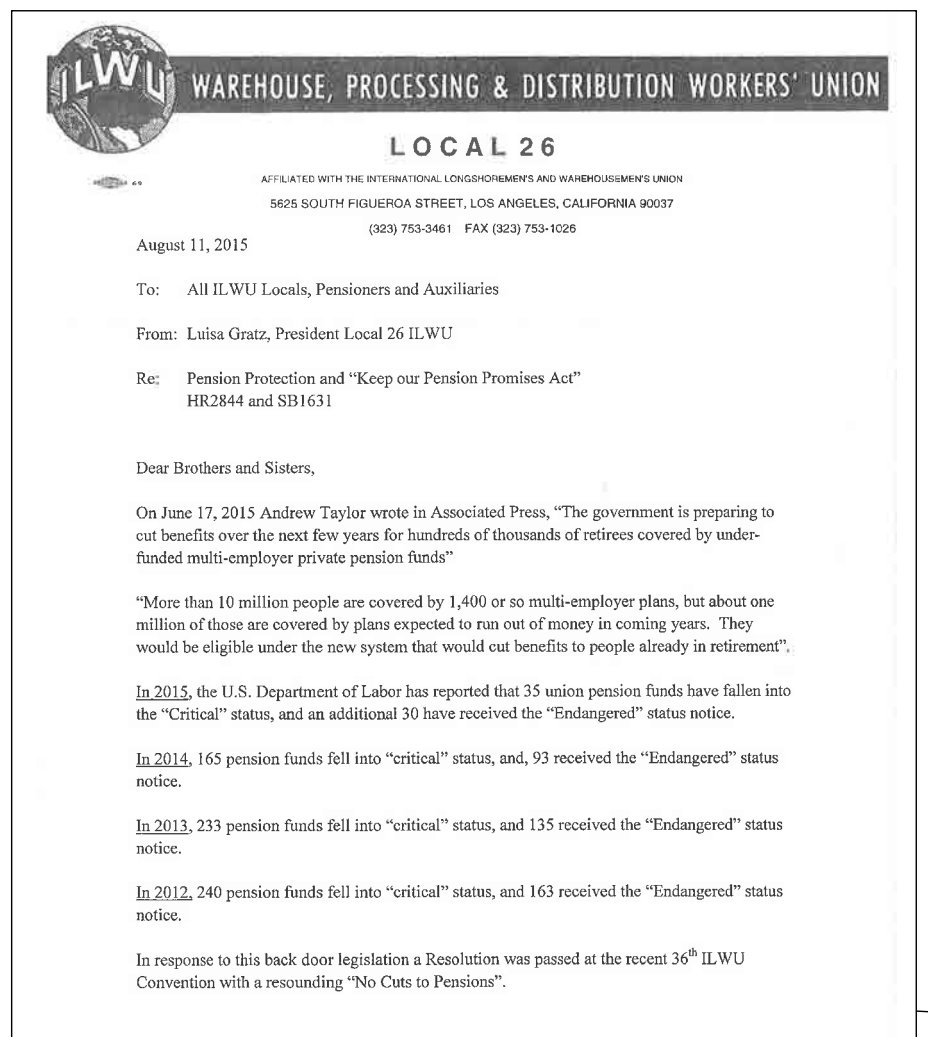 ILWU
WAREHOUSE, PROCESSING & DISTRIBUTION WORKERS' UNION
LOCAL 26
AFFILIATED WITH THE INTERNATIONAL LONGSHOREMEN'S AND WAREHOUSEMEN'S UNION
5625 SOUTH FIGUEROA STREET, LOS ANGELES, CALIFORNIA 90037
(323) 753-3461 FAX (323) 753-1026
August 11, 2015
To: All ILWU Locals, Pensioners and Auxiliaries
From: Luisa Gratz, President Local 26 ILWU
Re: Pension Protection and “Keep our Pension Promises Act”
HR2844 and SB1631
Dear Brothers and Sisters,
On June 17, 2015 Andrew Taylor wrote in Associated Press, “The government is preparing to
cut benefits over the next few years for hundreds of thousands of retirees covered by under-
funded multi-employer private pension funds”
“More than 10 million people are covered by 1,400 or so multi-employer plans, but about one
million of those are covered by plans expected to run out of money in coming years. They
would be eligible under the new system that would cut benefits to people already in retirement”.
In 2015, the U.S. Department of Labor has reported that 35 union pension funds have fallen into
the “Critical” status, and an additional 30 have received the “Endangered” status notice.
In 2014, 165 pension funds fell into “critical” status, and, 93 received the “Endangered” status
notice.
In 2013, 233 pension funds fell into “critical” status, and 135 received the “Endangered” status
notice.
In 2012, 240 pension funds fell into “critical” status, and 163 received the “Endangered” status
notice.
In response to this back door legislation a Resolution was passed at the recent 36th ILWU
Convention with a resounding “No Cuts to Pensions”.